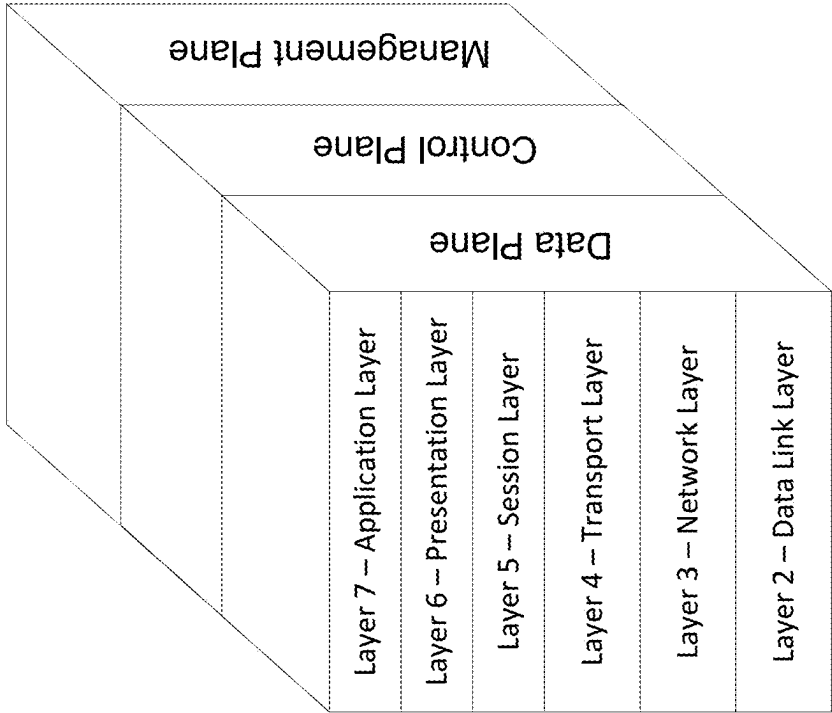 Management Plane
Control Plane
Data Plane
Layer 7 – Application Layer
Layer 6 – Presentation Layer
Layer 5 – Session Layer
Layer 4 – Transport Layer
Layer 3 – Network Layer
Layer 2 – Data Link Layer